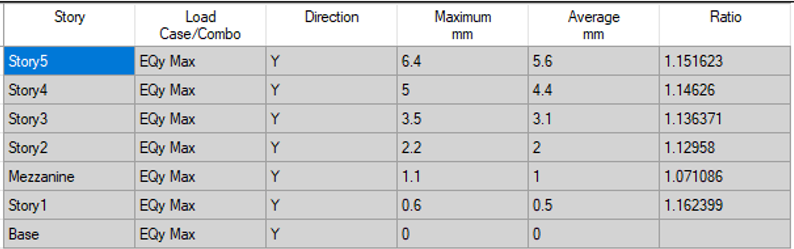 Story Load Case/Combo Direction Maximum mm Average mm Ratio
Story5 EQy Max Y 6.4 5.6 1.151623
Story4 EQy Max Y 5 4.4 1.14626
Story3 EQy Max Y 3.5 3.1 1.136371
Story2 EQy Max Y 2.2 2 1.12958
Mezzanine EQy Max Y 1.1 1 1.071086
Story1 EQy Max Y 0.6 0.5 1.162399
Base EQy Max Y 0 0